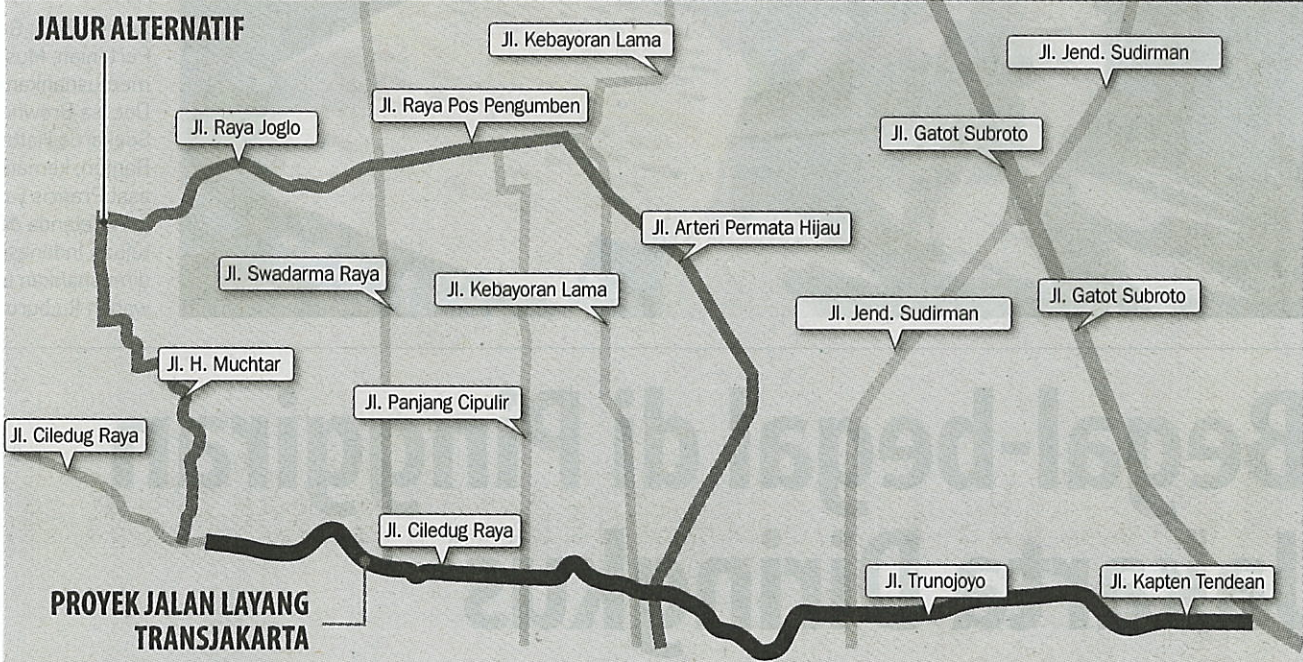 JALUR ALTERNATIF
Jl. Kebayoran Lama
Jl. Jend. Sudirman
Jl. Raya Pos Pengumben
Jl. Raya Joglo
Jl. Gatot Subroto
Jl. Arteri Permata Hijau
Jl. Swadarma Raya
Jl. Kebayoran Lama
Jl. Gatot Subroto
Jl. Jend. Sudirman
Jl. H. Muchtar
Jl. Panjang Cipulir
Jl. Ciledug Raya
Jl. Ciledug Raya
Jl. Trunojoyo
Jl. Kapten Tendean
PROYEK JALAN LAYANG
TRANSJAKARTA